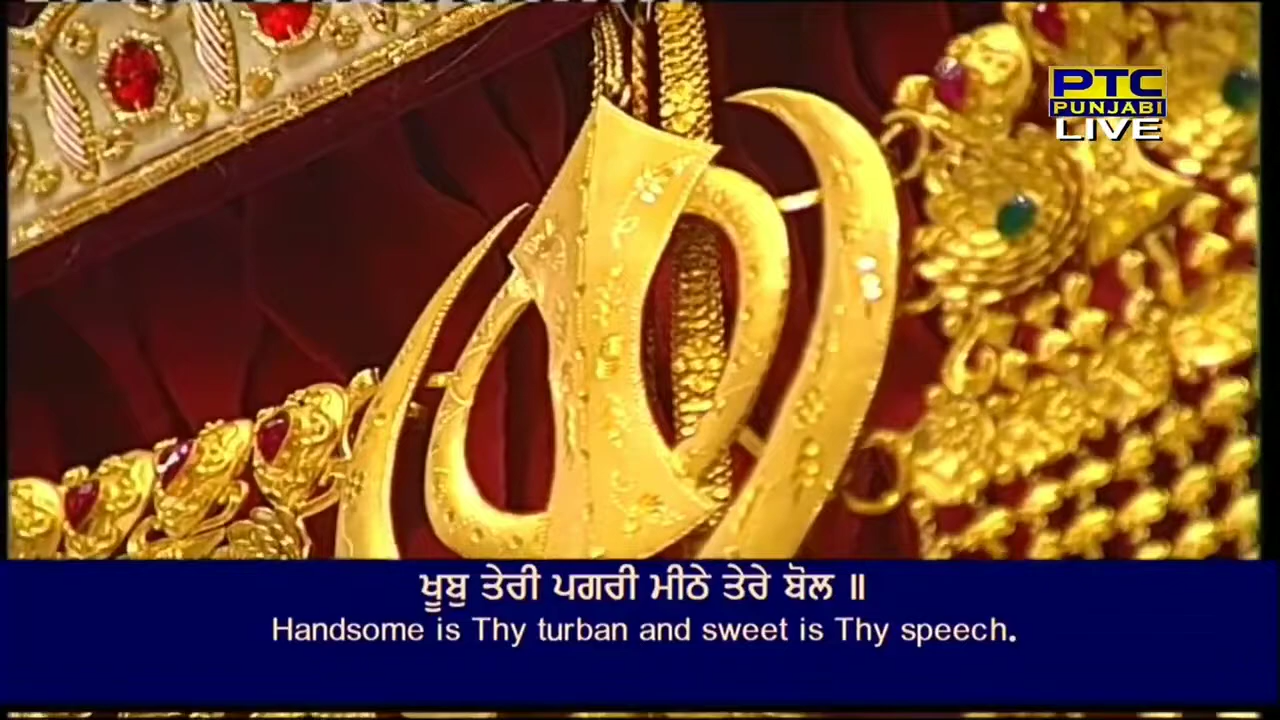 PTC
PUNJABI
LIVE
ਖੂਬੁ ਤੇਰੀ ਪਗਰੀ ਮੀਠੇ ਤੇਰੇ ਬੋਲ ॥
Handsome is Thy turban and sweet is Thy speech.